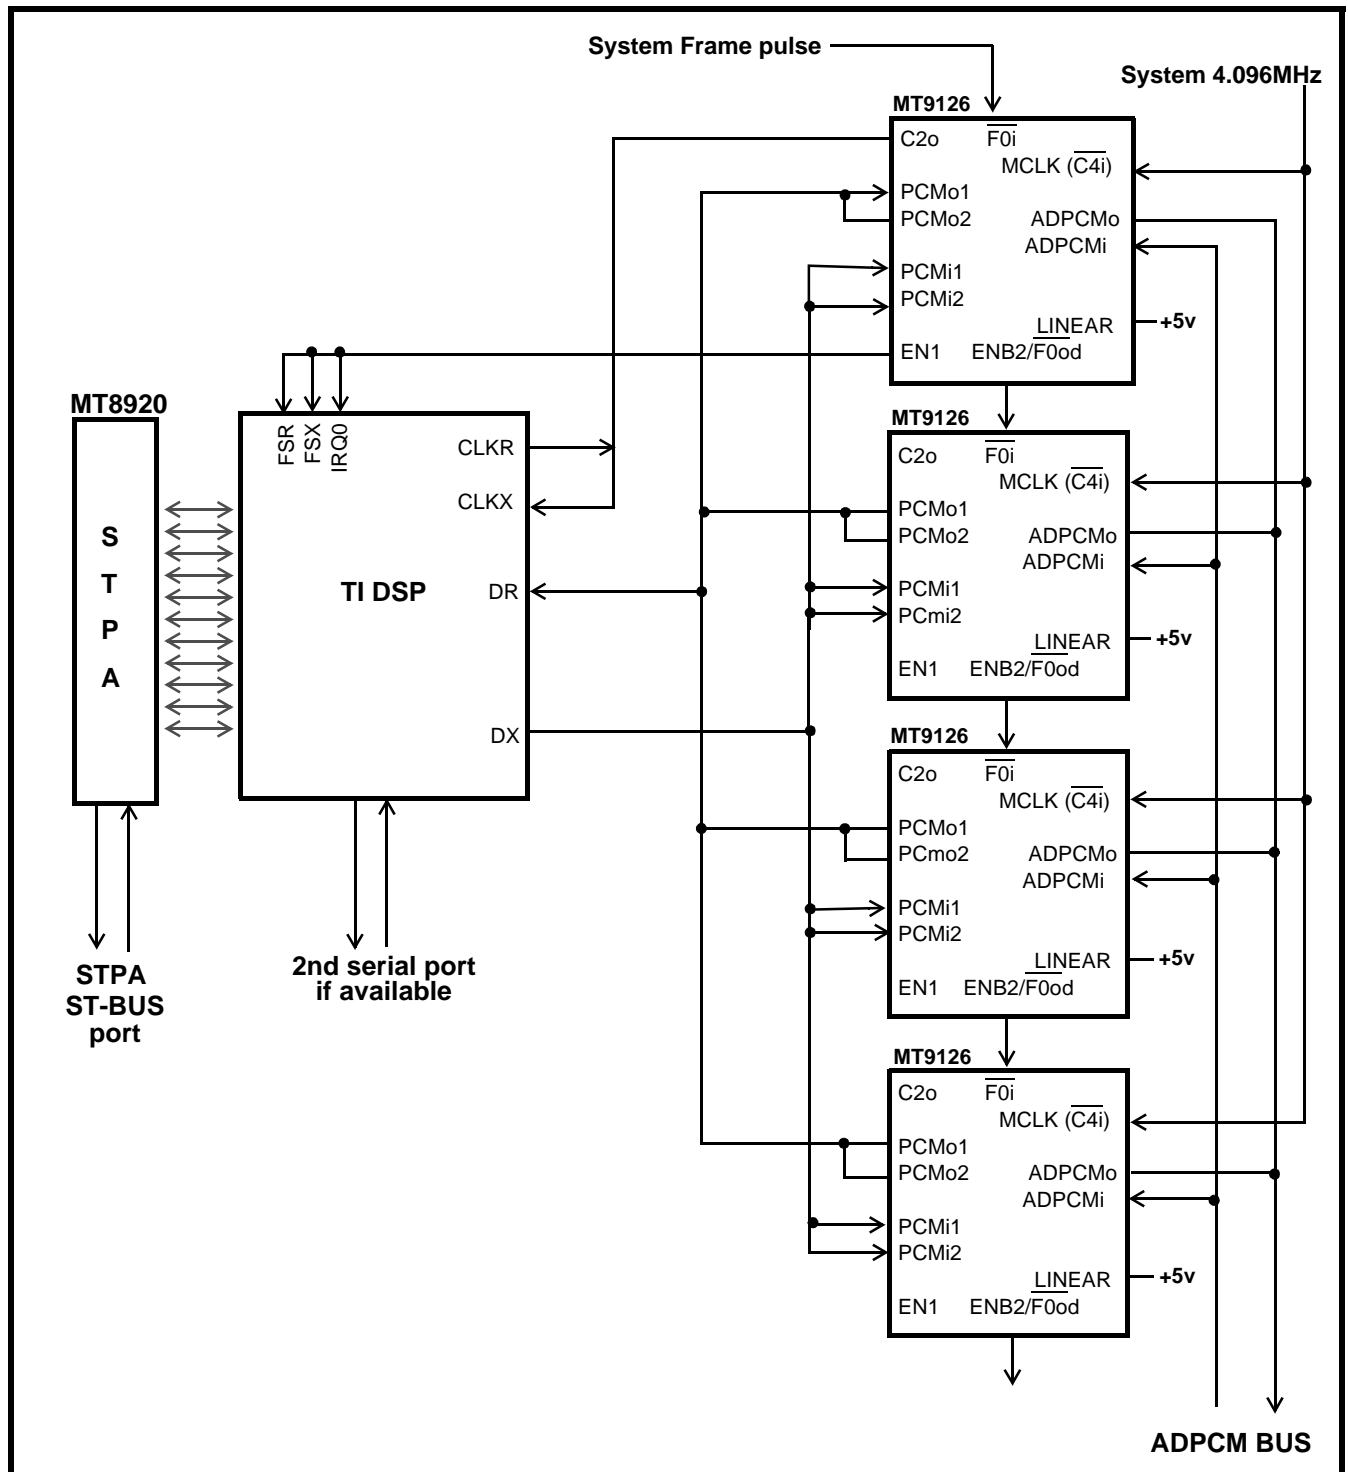 System Frame pulse
System 4.096MHz
MT9126
C2o F0i
MCLK (C4i)
PCMo1
PCMo2
ADPCMo
ADPCMi
PCMi1
PCMi2
LINEAR
+5v
EN1 ENB2/F0od
MT8920
S
T
P
A
FSR
FSX
IRQ0
CLKR
CLKX
TI DSP
DR
DX
STPA
ST-BUS
port
2nd serial port
if available
MT9126
C2o F0i
MCLK (C4i)
PCMo1
PCMo2
ADPCMo
ADPCMi
PCMi1
PCmi2
LINEAR
+5v
EN1 ENB2/F0od
MT9126
C2o F0i
MCLK (C4i)
PCMo1
PCmo2
ADPCMo
ADPCMi
PCMi1
PCMi2
LINEAR
+5v
EN1 ENB2/F0od
MT9126
C2o F0i
MCLK (C4i)
PCMo1
PCMo2
ADPCMo
ADPCMi
PCMi1
PCMi2
LINEAR
+5v
EN1 ENB2/F0od
ADPCM BUS